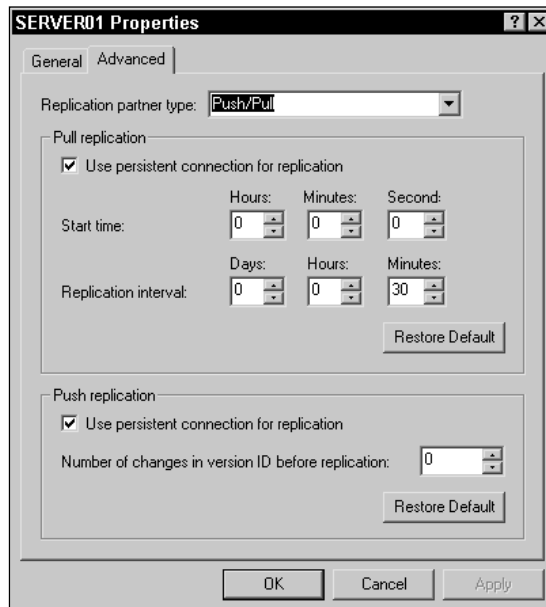 SERVER01 Properties
General Advanced
Replication partner type: Push/Pull
Pull replication
Use persistent connection for replication
Hours: Minutes: Second:
Start time: 0 0 0
Days: Hours: Minutes:
Replication interval: 0 0 30
Restore Default
Push replication
Use persistent connection for replication
Number of changes in version ID before replication: 0
Restore Default
OK Cancel Apply